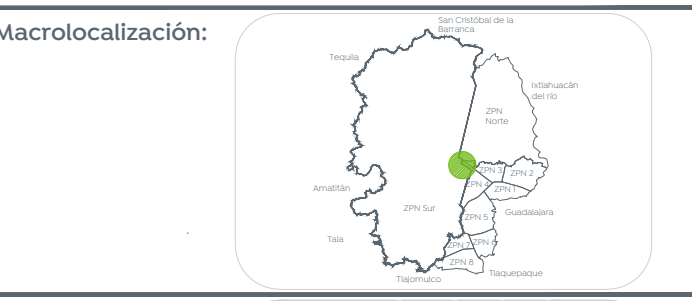 Macrolocalización:
San Cristóbal de la
Barranca
Tequila
Ixtlahuacán
del río
ZPN
Norte
ZPN 3
ZPN 2
ZPN 4
ZPN 1
Amatitán
ZPN Sur
Guadalajara
ZPN 5
Tala
ZPN 7
ZPN 6
ZPN 8
Tlaquepaque
Tlajomulco